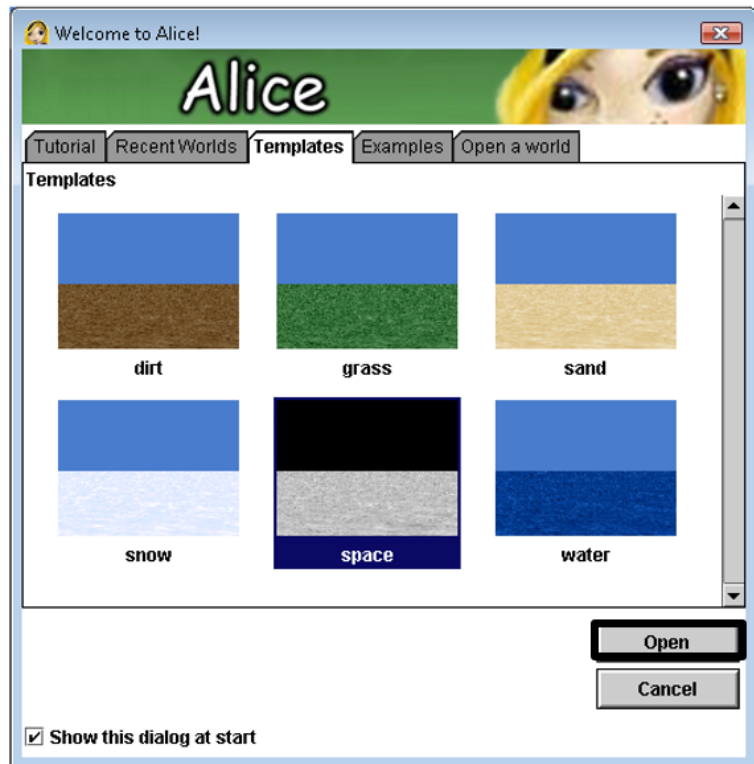 Welcome to Alice!
Alice
Tutorial Recent Worlds Templates Examples Open a world
Templates
dirt grass sand
snow space water
Open
Cancel
Show this dialog at start